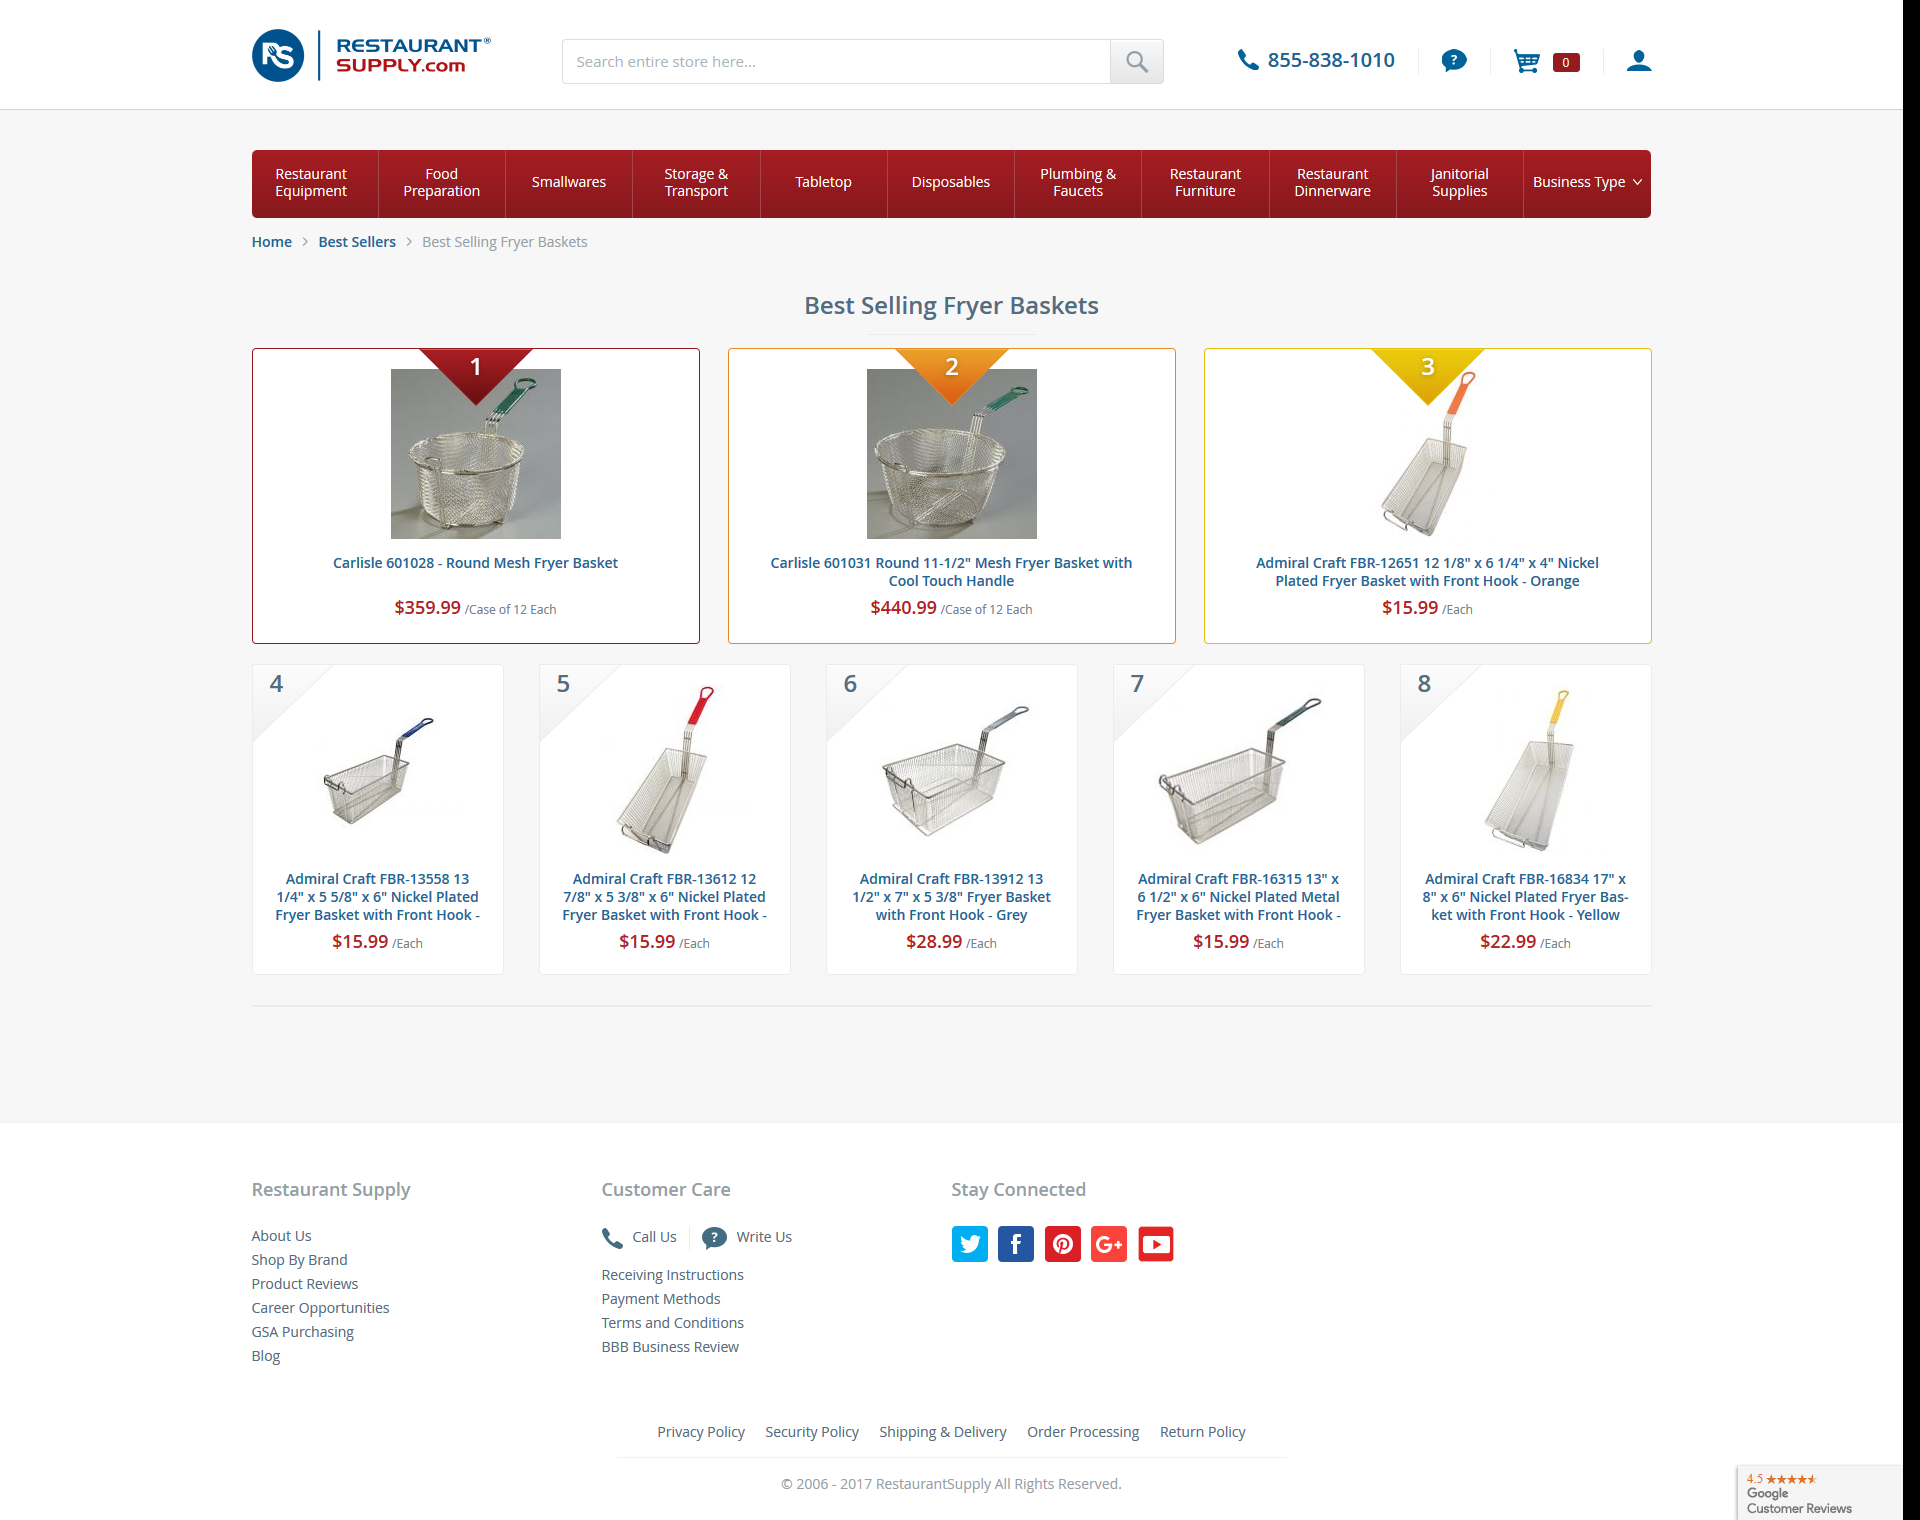 RS
RESTAURANT®
SUPPLY.com
Search entire store here...
855-838-1010
?
0
Restaurant
Equipment
Food
Preparation
Smallwares
Storage &
Transport
Tabletop
Disposables
Plumbing &
Faucets
Restaurant
Furniture
Restaurant
Dinnerware
Janitorial
Supplies
Business Type
Home > Best Sellers > Best Selling Fryer Baskets
Best Selling Fryer Baskets
1
Carlisle 601028 - Round Mesh Fryer Basket
$359.99 /Case of 12 Each
2
Carlisle 601031 Round 11-1/2" Mesh Fryer Basket with
Cool Touch Handle
$440.99 /Case of 12 Each
3
Admiral Craft FBR-12651 12 1/8" x 6 1/4" x 4" Nickel
Plated Fryer Basket with Front Hook - Orange
$15.99 /Each
4
Admiral Craft FBR-13558 13
1/4" x 5 5/8" x 6" Nickel Plated
Fryer Basket with Front Hook -
$15.99 /Each
5
Admiral Craft FBR-13612 12
7/8" x 5 3/8" x 6" Nickel Plated
Fryer Basket with Front Hook -
$15.99 /Each
6
Admiral Craft FBR-13912 13
1/2" x 7" x 5 3/8" Fryer Basket
with Front Hook - Grey
$28.99 /Each
7
Admiral Craft FBR-16315 13" x
6 1/2" x 6" Nickel Plated Metal
Fryer Basket with Front Hook -
$15.99 /Each
8
Admiral Craft FBR-16834 17" x
8" x 6" Nickel Plated Fryer Bas-
ket with Front Hook - Yellow
$22.99 /Each
Restaurant Supply
About Us
Shop By Brand
Product Reviews
Career Opportunities
GSA Purchasing
Blog
Customer Care
Call Us
? Write Us
Receiving Instructions
Payment Methods
Terms and Conditions
BBB Business Review
Stay Connected
f
G+
Privacy Policy Security Policy Shipping & Delivery Order Processing Return Policy
© 2006 - 2017 RestaurantSupply All Rights Reserved.
4.5
Google
Customer Reviews